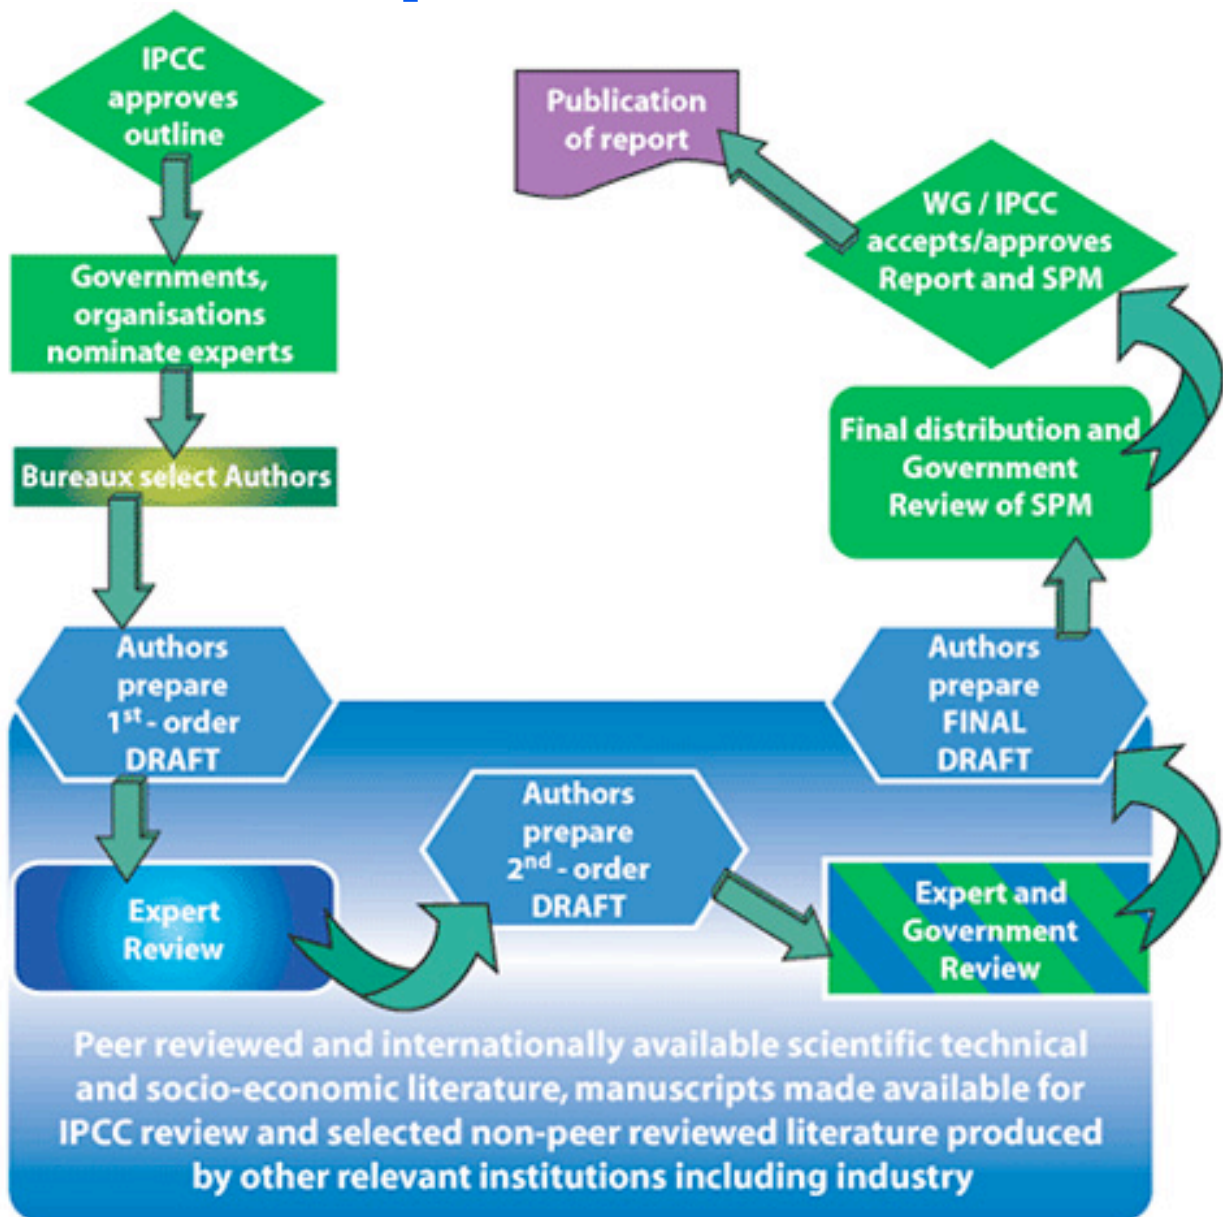 IPCC
approves
outline
Governments,
organisations
nominate experts
Bureaux select Authors
Authors
prepare
1st - order
DRAFT
Expert
Review
Authors
prepare
2nd - order
DRAFT
Expert and
Government
Review
Authors
prepare
FINAL
DRAFT
Final distribution and
Government
Review of SPM
WG / IPCC
accepts/approves
Report and SPM
Publication
of report
Peer reviewed and internationally available scientific technical
and socio-economic literature, manuscripts made available for
IPCC review and selected non-peer reviewed literature produced
by other relevant institutions including industry